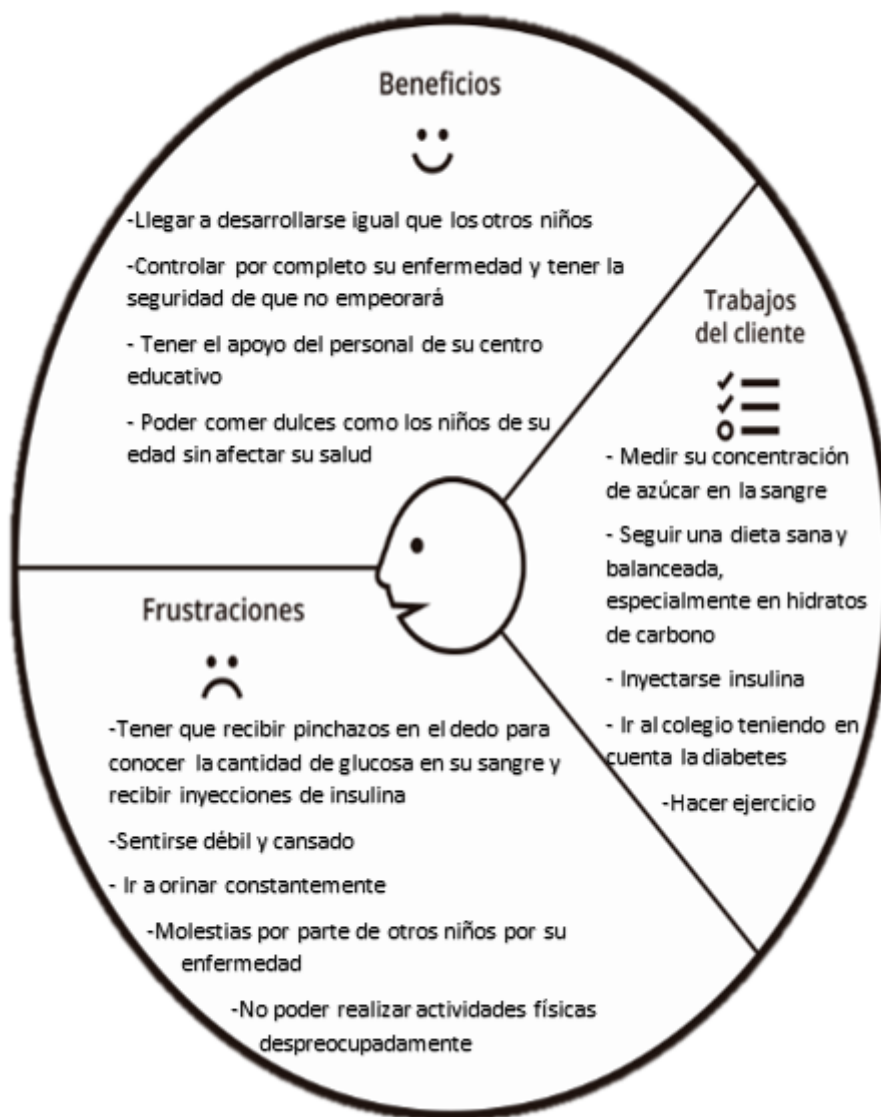 Beneficios
-Llegar a desarrollarse igual que los otros niños
-Controlar por completo su enfermedad y tener la
seguridad de que no empeorará
- Tener el apoyo del personal de su centro
educativo
- Poder comer dulces como los niños de su
edad sin afectar su salud
Trabajos
del cliente
- Medir su concentración
de azúcar en la sangre
- Seguir una dieta sana y
balanceada,
especialmente en hidratos
de carbono
- Inyectarse insulina
- Ir al colegio teniendo en
cuenta la diabetes
-Hacer ejercicio
Frustraciones
-Tener que recibir pinchazos en el dedo para
conocer la cantidad de glucosa en su sangre y
recibir inyecciones de insulina
-Sentirse débil y cansado
- Ir a orinar constantemente
-Molestias por parte de otros niños por su
enfermedad
-No poder realizar actividades físicas
despreocupadamente